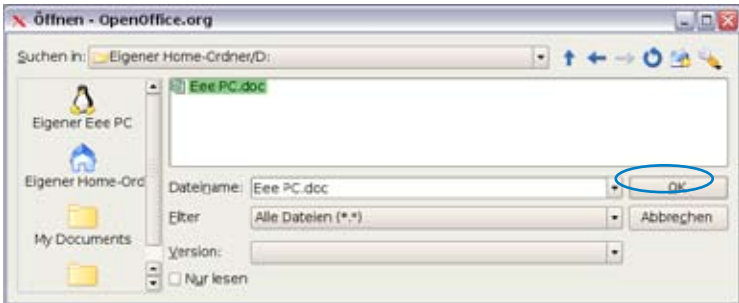 Öffnen - OpenOffice.org
Suchen in: Eigener Home-Ordner/D:
Eigener Eee PC
Eigener Home-Ord
My Documents
Eee PC.doc
Dateiname: Eee PC.doc OK
Filter Alle Dateien (*.*) Abbrechen
Version:
Nur lesen